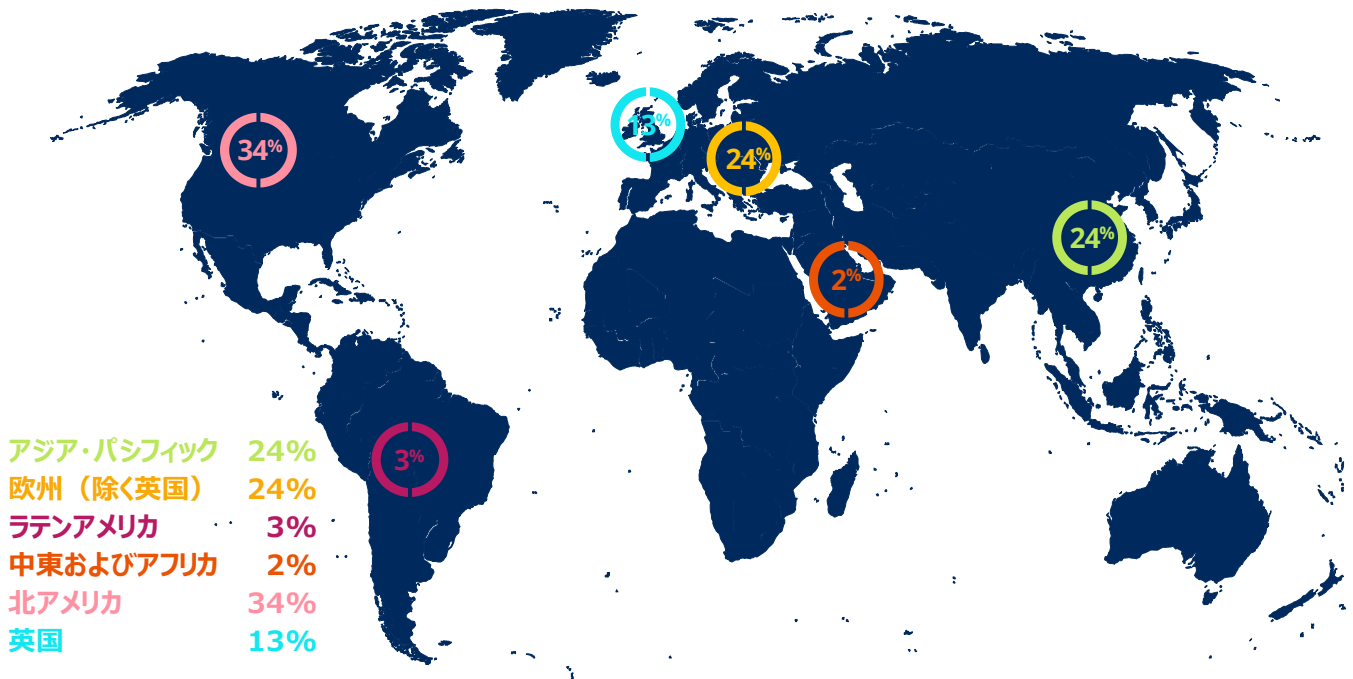 34%
13%
24%
24%
2%
3%
アジア・パシフィック 24%
欧州（除く英国） 24%
ラテンアメリカ 3%
中東およびアフリカ 2%
北アメリカ 34%
英国 13%